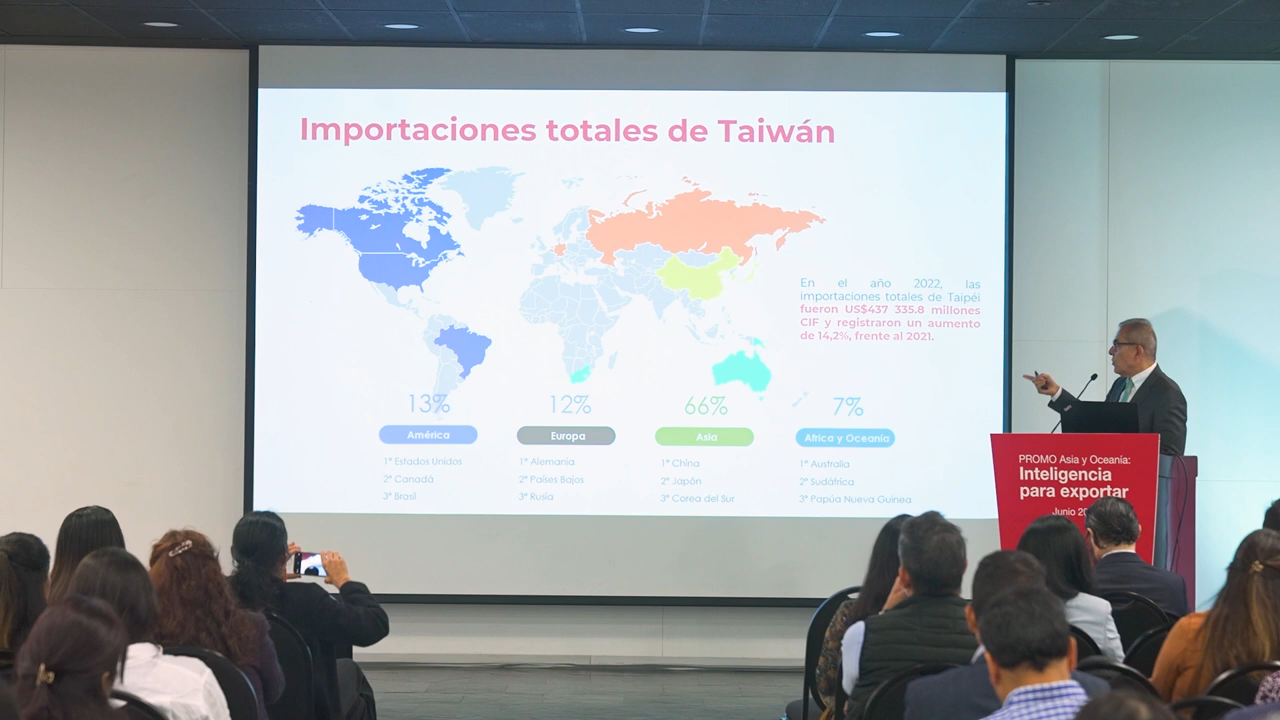 Importaciones totales de Taiwán
En el año 2022, las
importaciones totales de Taipéi
fueron US$437 335.8 millones
CIF y registraron un aumento
de 14,2%, frente al 2021.
13%
12%
66%
7%
América
Europa
Asia
África y Oceanía
1° Estados Unidos
2° Canadá
3° Brasil
1° Alemania
2° Países Bajos
3° Rusia
1° China
2° Japón
3° Corea del Sur
1° Australia
2° Sudáfrica
3° Papúa Nueva Guinea
PROMO Asia y Oceanía:
Inteligencia
para exportar
Junio